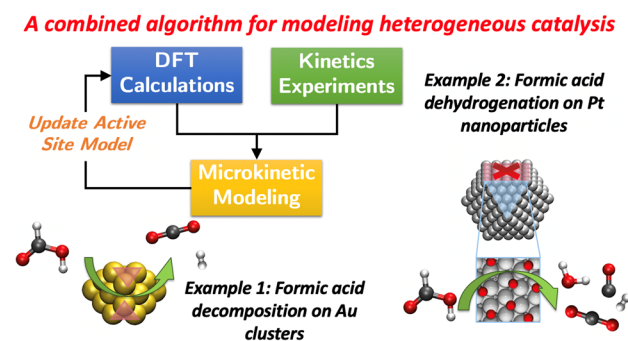 A combined algorithm for modeling heterogeneous catalysis
DFT
Calculations
Kinetics
Experiments
Update Active
Site Model
Microkinetic
Modeling
Example 2: Formic acid
dehydrogenation on Pt
nanoparticles
Example 1: Formic acid
decomposition on Au
clusters